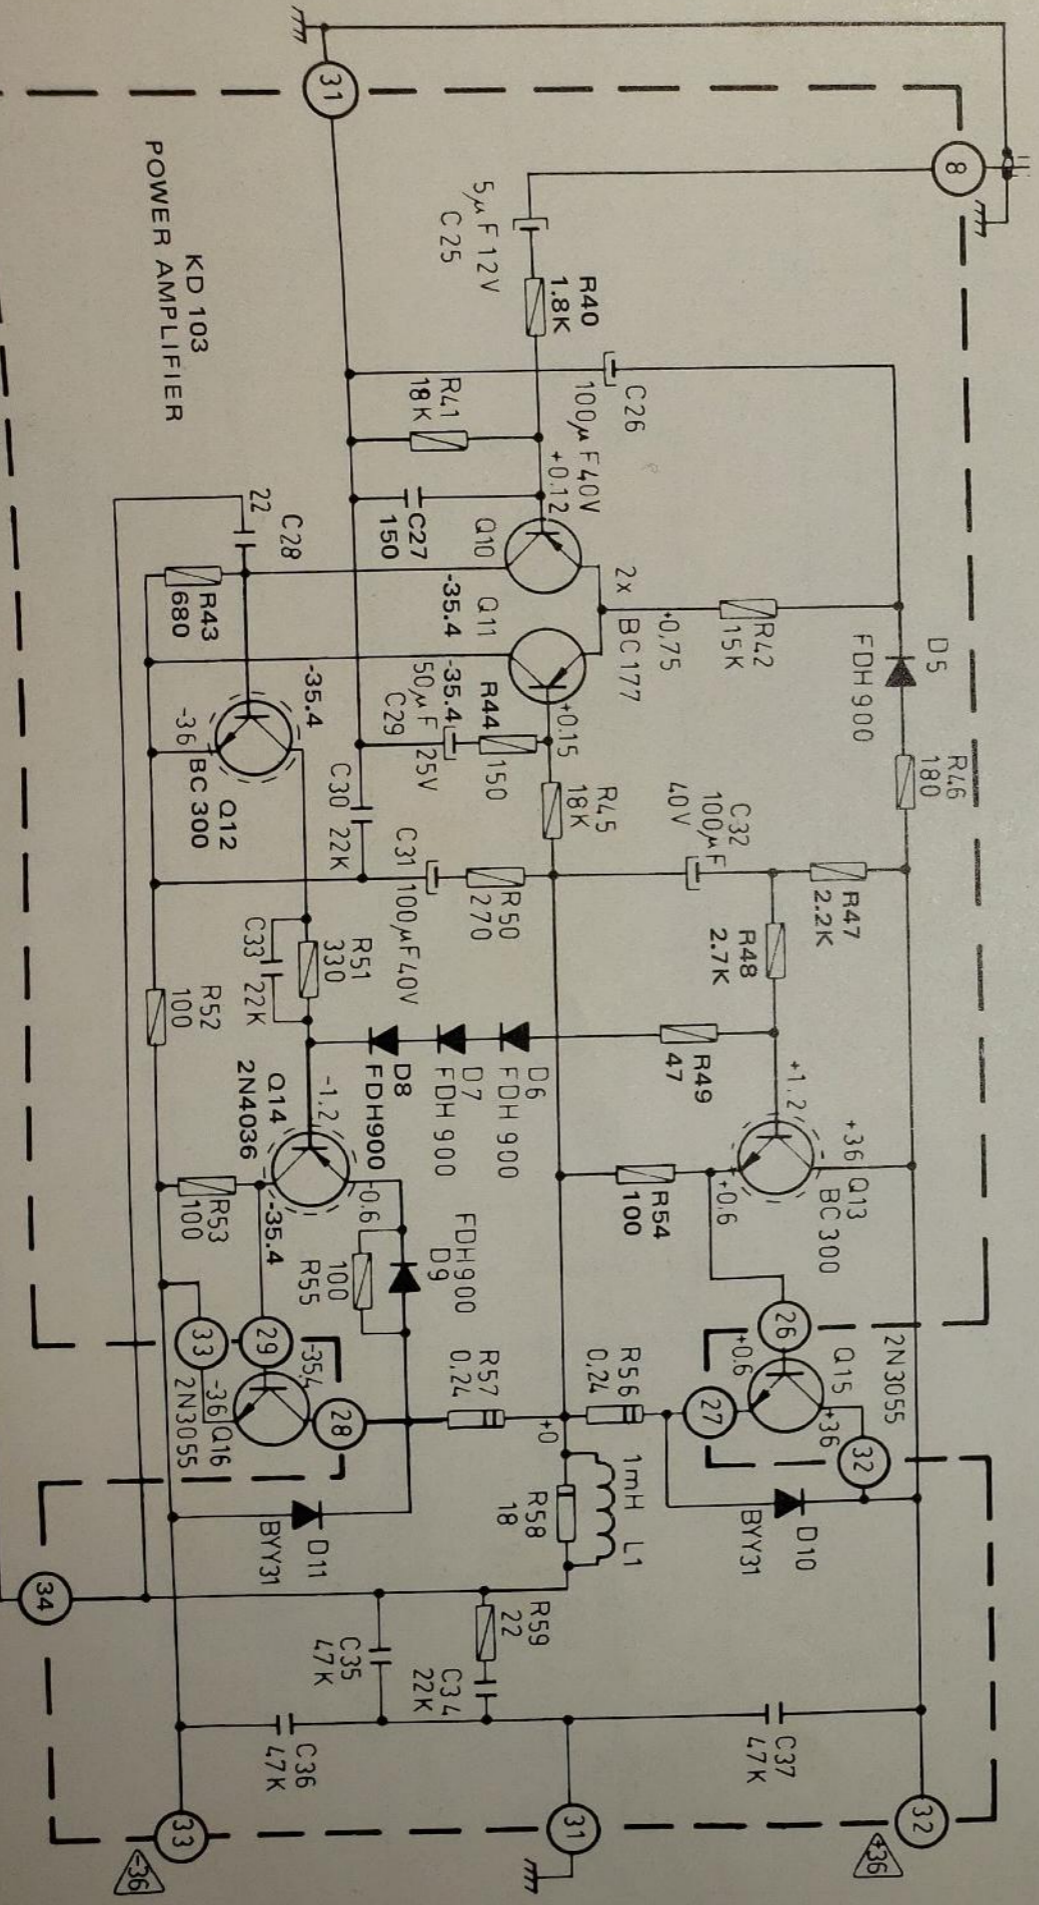 KD 103
POWER AMPLIFIER
8
31
5µF 12V
C25
R40
1.8K
C26
100µF 40V
R41
18K
+0.12
C27
150
Q10
-35.4
2x
BC177
+0,75
R42
15K
D5
FDH 900
R46
180
Q11
-35.4
+0.15
R44
150
50µF 25V
C29
R45
18K
C28
22
R43
680
-35.4
-36
BC 300
Q12
C30
22K
C31
100µF 40V
R50
270
C32
100µF
40V
R47
2.2K
R48
2.7K
R49
47
R51
330
C33
22K
R52
100
D6
FDH 900
D7
FDH 900
D8
FDH900
+1,2
+36
Q13
BC 300
+0.6
R54
100
-1,2
Q14
2N4036
-0.6
-35.4
R53
100
FDH900
D9
100
R55
26
+0.6
Q15
+36
2N3055
27
32
R56
0,24
R57
0,24
+0
28
29
-35,4
33
-36
Q16
2N3055
1mH
L1
R58
18
D10
BYY31
D11
BYY31
34
R59
22
C34
22K
C35
47K
C36
47K
C37
47K
32
+36
31
33
-36